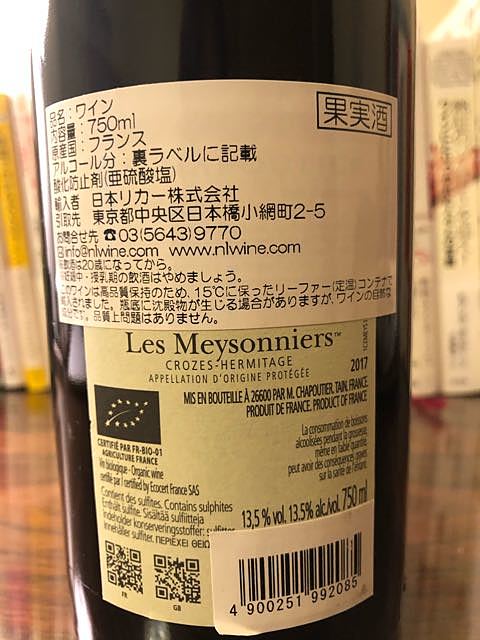 品名：ワイン
果実酒
内容量：750ml
原産国：フランス
アルコール分：裏ラベルに記載
酸化防止剤(亜硫酸塩)
輸入者 日本リカー株式会社
引取先 東京都中央区日本橋小網町2-5
お問合せ先 ☎03(5643)9770
info@nlwine.com www.nlwine.com
飲酒は20歳になってから。
妊娠中・授乳期の飲酒はやめましょう。
このワインは高品質保持のため、15℃に保ったリーファー(定温)コンテナで
輸入されました。瓶底に沈殿物が生じる場合がありますが、ワインの自然な
品質上問題はありません。
Les Meysonniers™
CROZES-HERMITAGE
APPELLATION D'ORIGINE PROTÉGÉE
2017
MIS EN BOUTEILLE À 26600 PAR M. CHAPOUTIER. TAIN. FRANCE.
PRODUIT DE FRANCE. PRODUCT OF FRANCE
La consommation de boissons
alcoolisées pendant la grossesse,
même en faible quantité,
peut avoir des conséquences graves
sur la santé de l'enfant.
CERTIFIÉ PAR FR-BIO-01
AGRICULTURE FRANCE
Vin biologique - Organic wine
certifié par / certified by Ecocert France SAS
Contient des sulfites. Contains sulphites
Enthält sulfite. Sisältää sulfiitteja
Indeholder konserveringsstoffer: sulfitter
Innehåller sulfiter. ΠΕΡΙΕΧΕΙ ΘΕΙΩ
13,5 % vol. 13.5% alc./vol. 750 ml
FR
GB
4 900251 992085